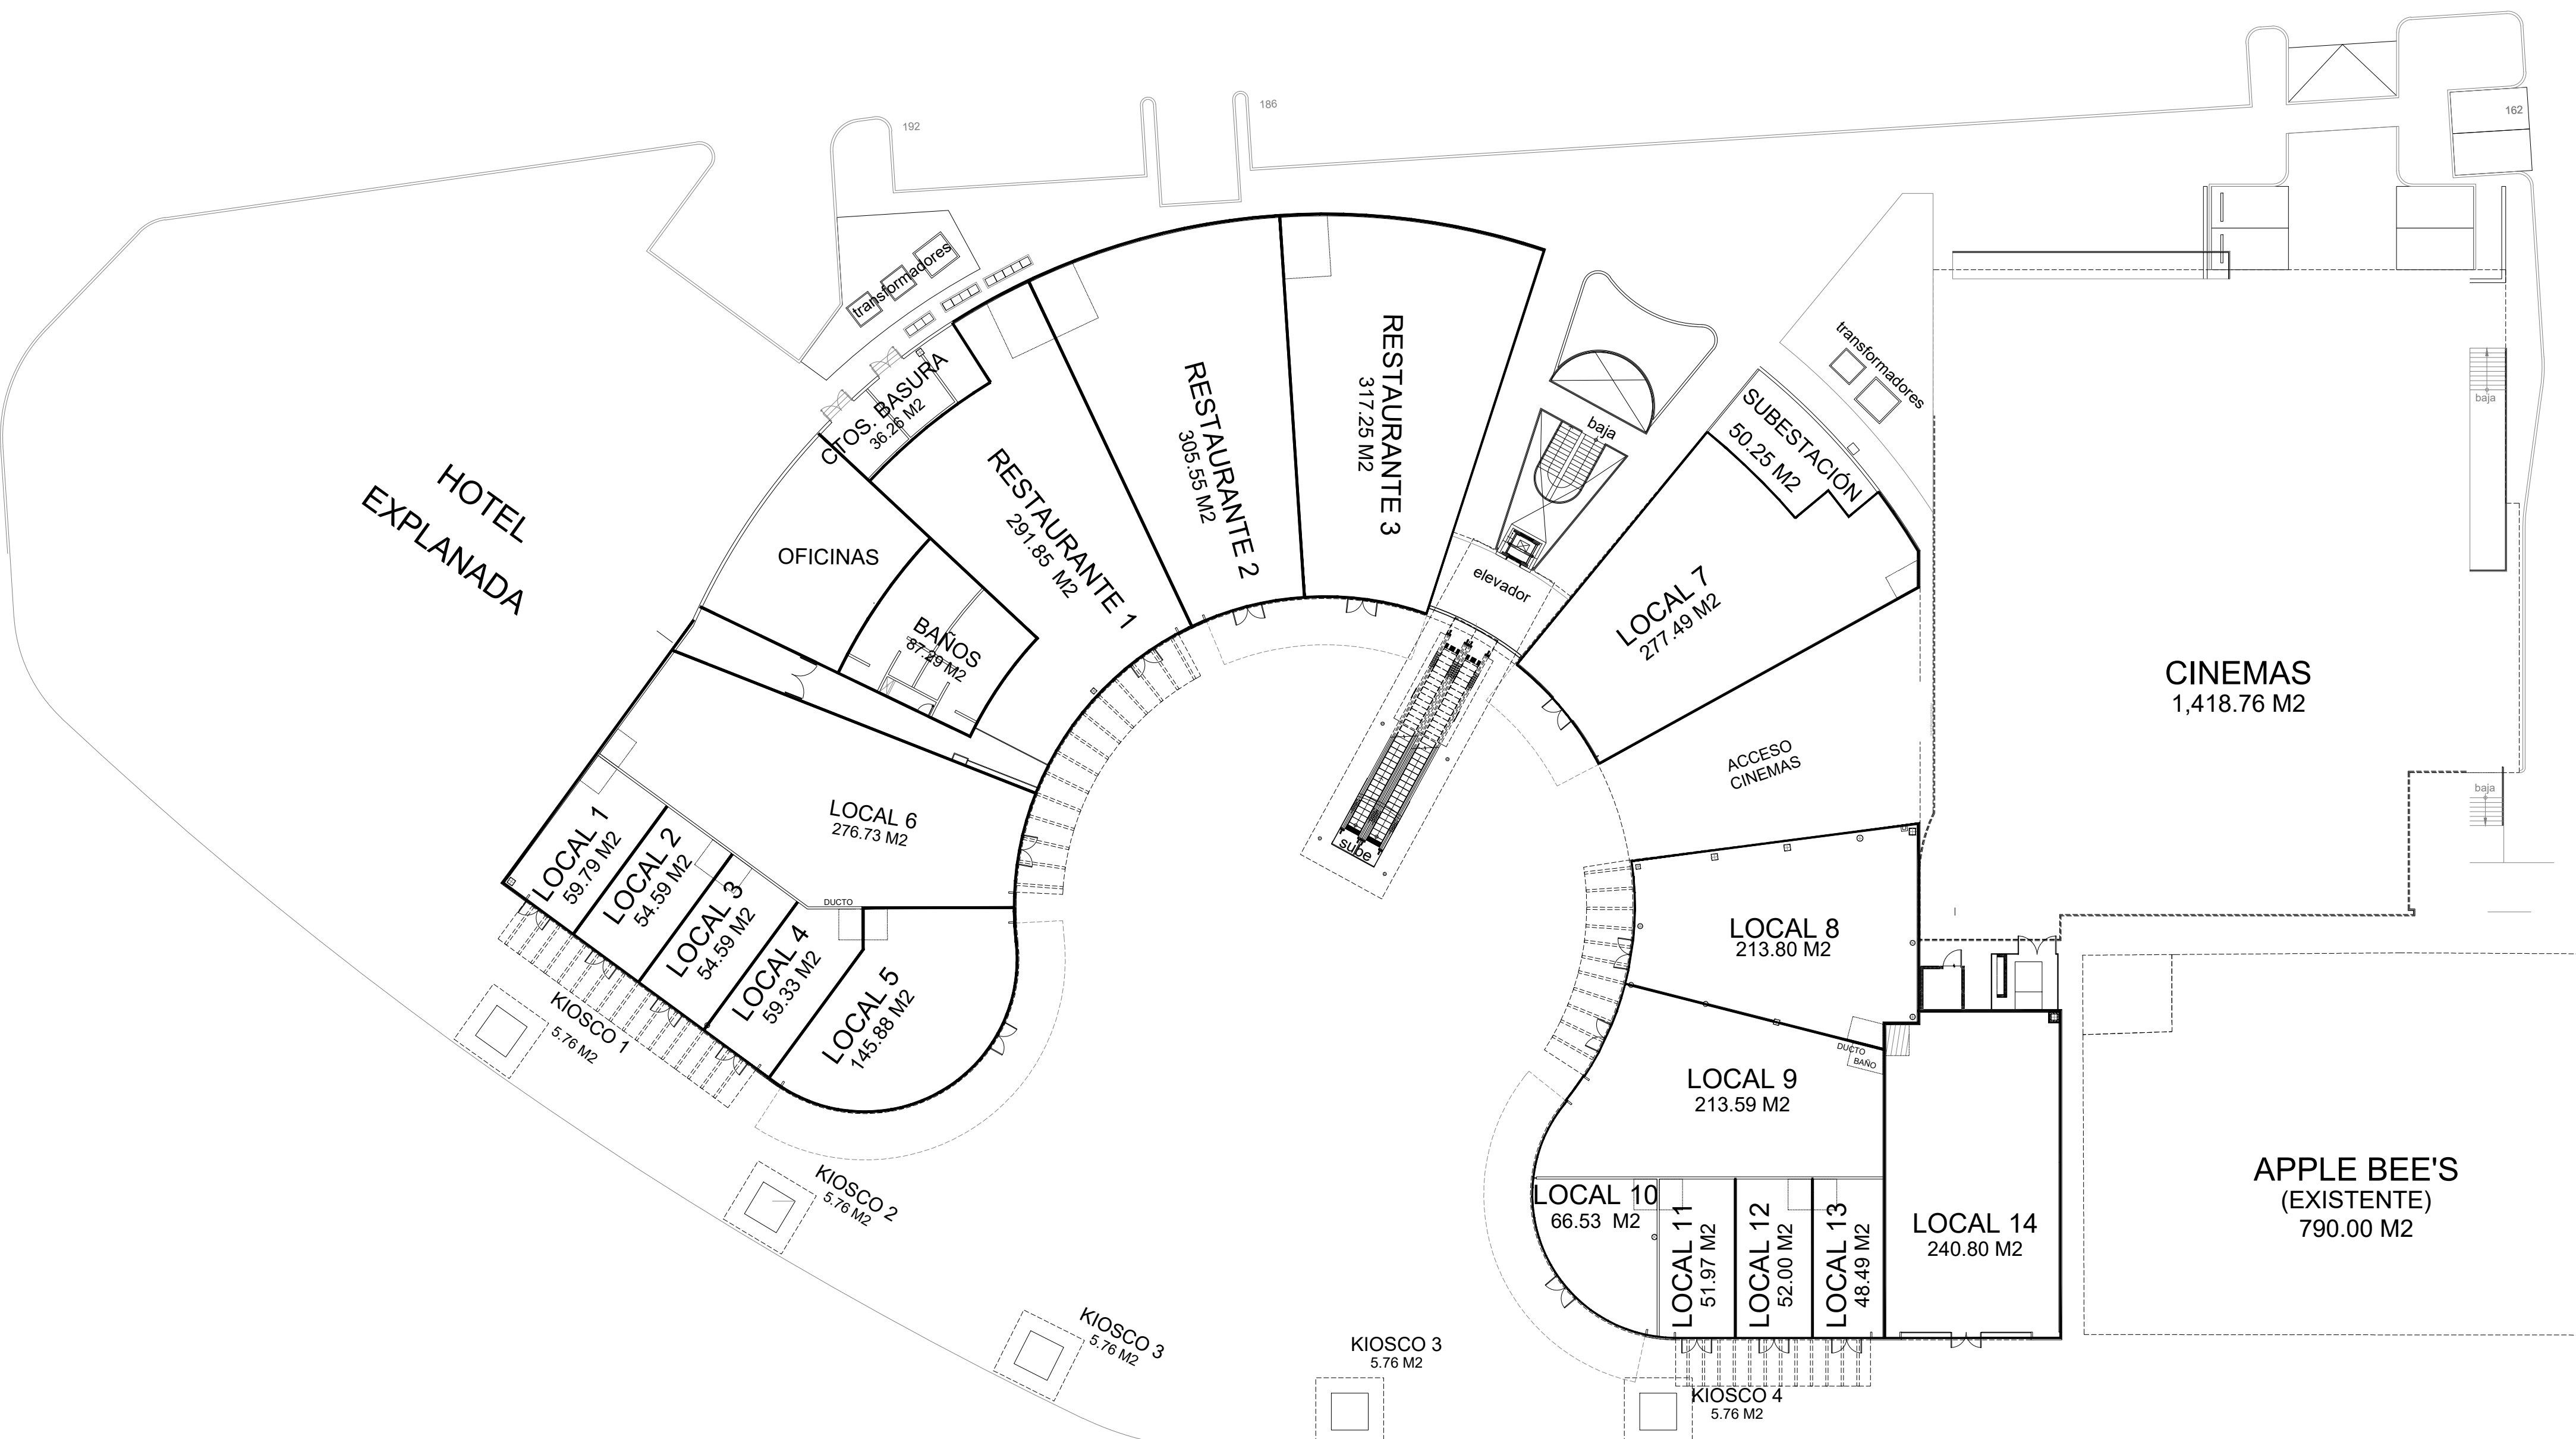 192
186
162
transformadores
CTOS. BASURA
36.26 M2
HOTEL
EXPLANADA
OFICINAS
BAÑOS
87.29 M2
RESTAURANTE 1
291.85 M2
RESTAURANTE 2
305.55 M2
RESTAURANTE 3
317.25 M2
baja
elevador
sube
transformadores
SUBESTACIÓN
50.25 M2
LOCAL 7
277.49 M2
ACCESO
CINEMAS
CINEMAS
1,418.76 M2
baja
baja
LOCAL 6
276.73 M2
DUCTO
LOCAL 1
59.79 M2
LOCAL 2
54.59 M2
LOCAL 3
54.59 M2
LOCAL 4
59.33 M2
LOCAL 5
145.88 M2
LOCAL 8
213.80 M2
DUCTO
BAÑO
LOCAL 9
213.59 M2
LOCAL 10
66.53 M2
LOCAL 11
51.97 M2
LOCAL 12
52.00 M2
LOCAL 13
48.49 M2
LOCAL 14
240.80 M2
APPLE BEE'S
(EXISTENTE)
790.00 M2
KIOSCO 1
5.76 M2
KIOSCO 2
5.76 M2
KIOSCO 3
5.76 M2
KIOSCO 3
5.76 M2
KIOSCO 4
5.76 M2